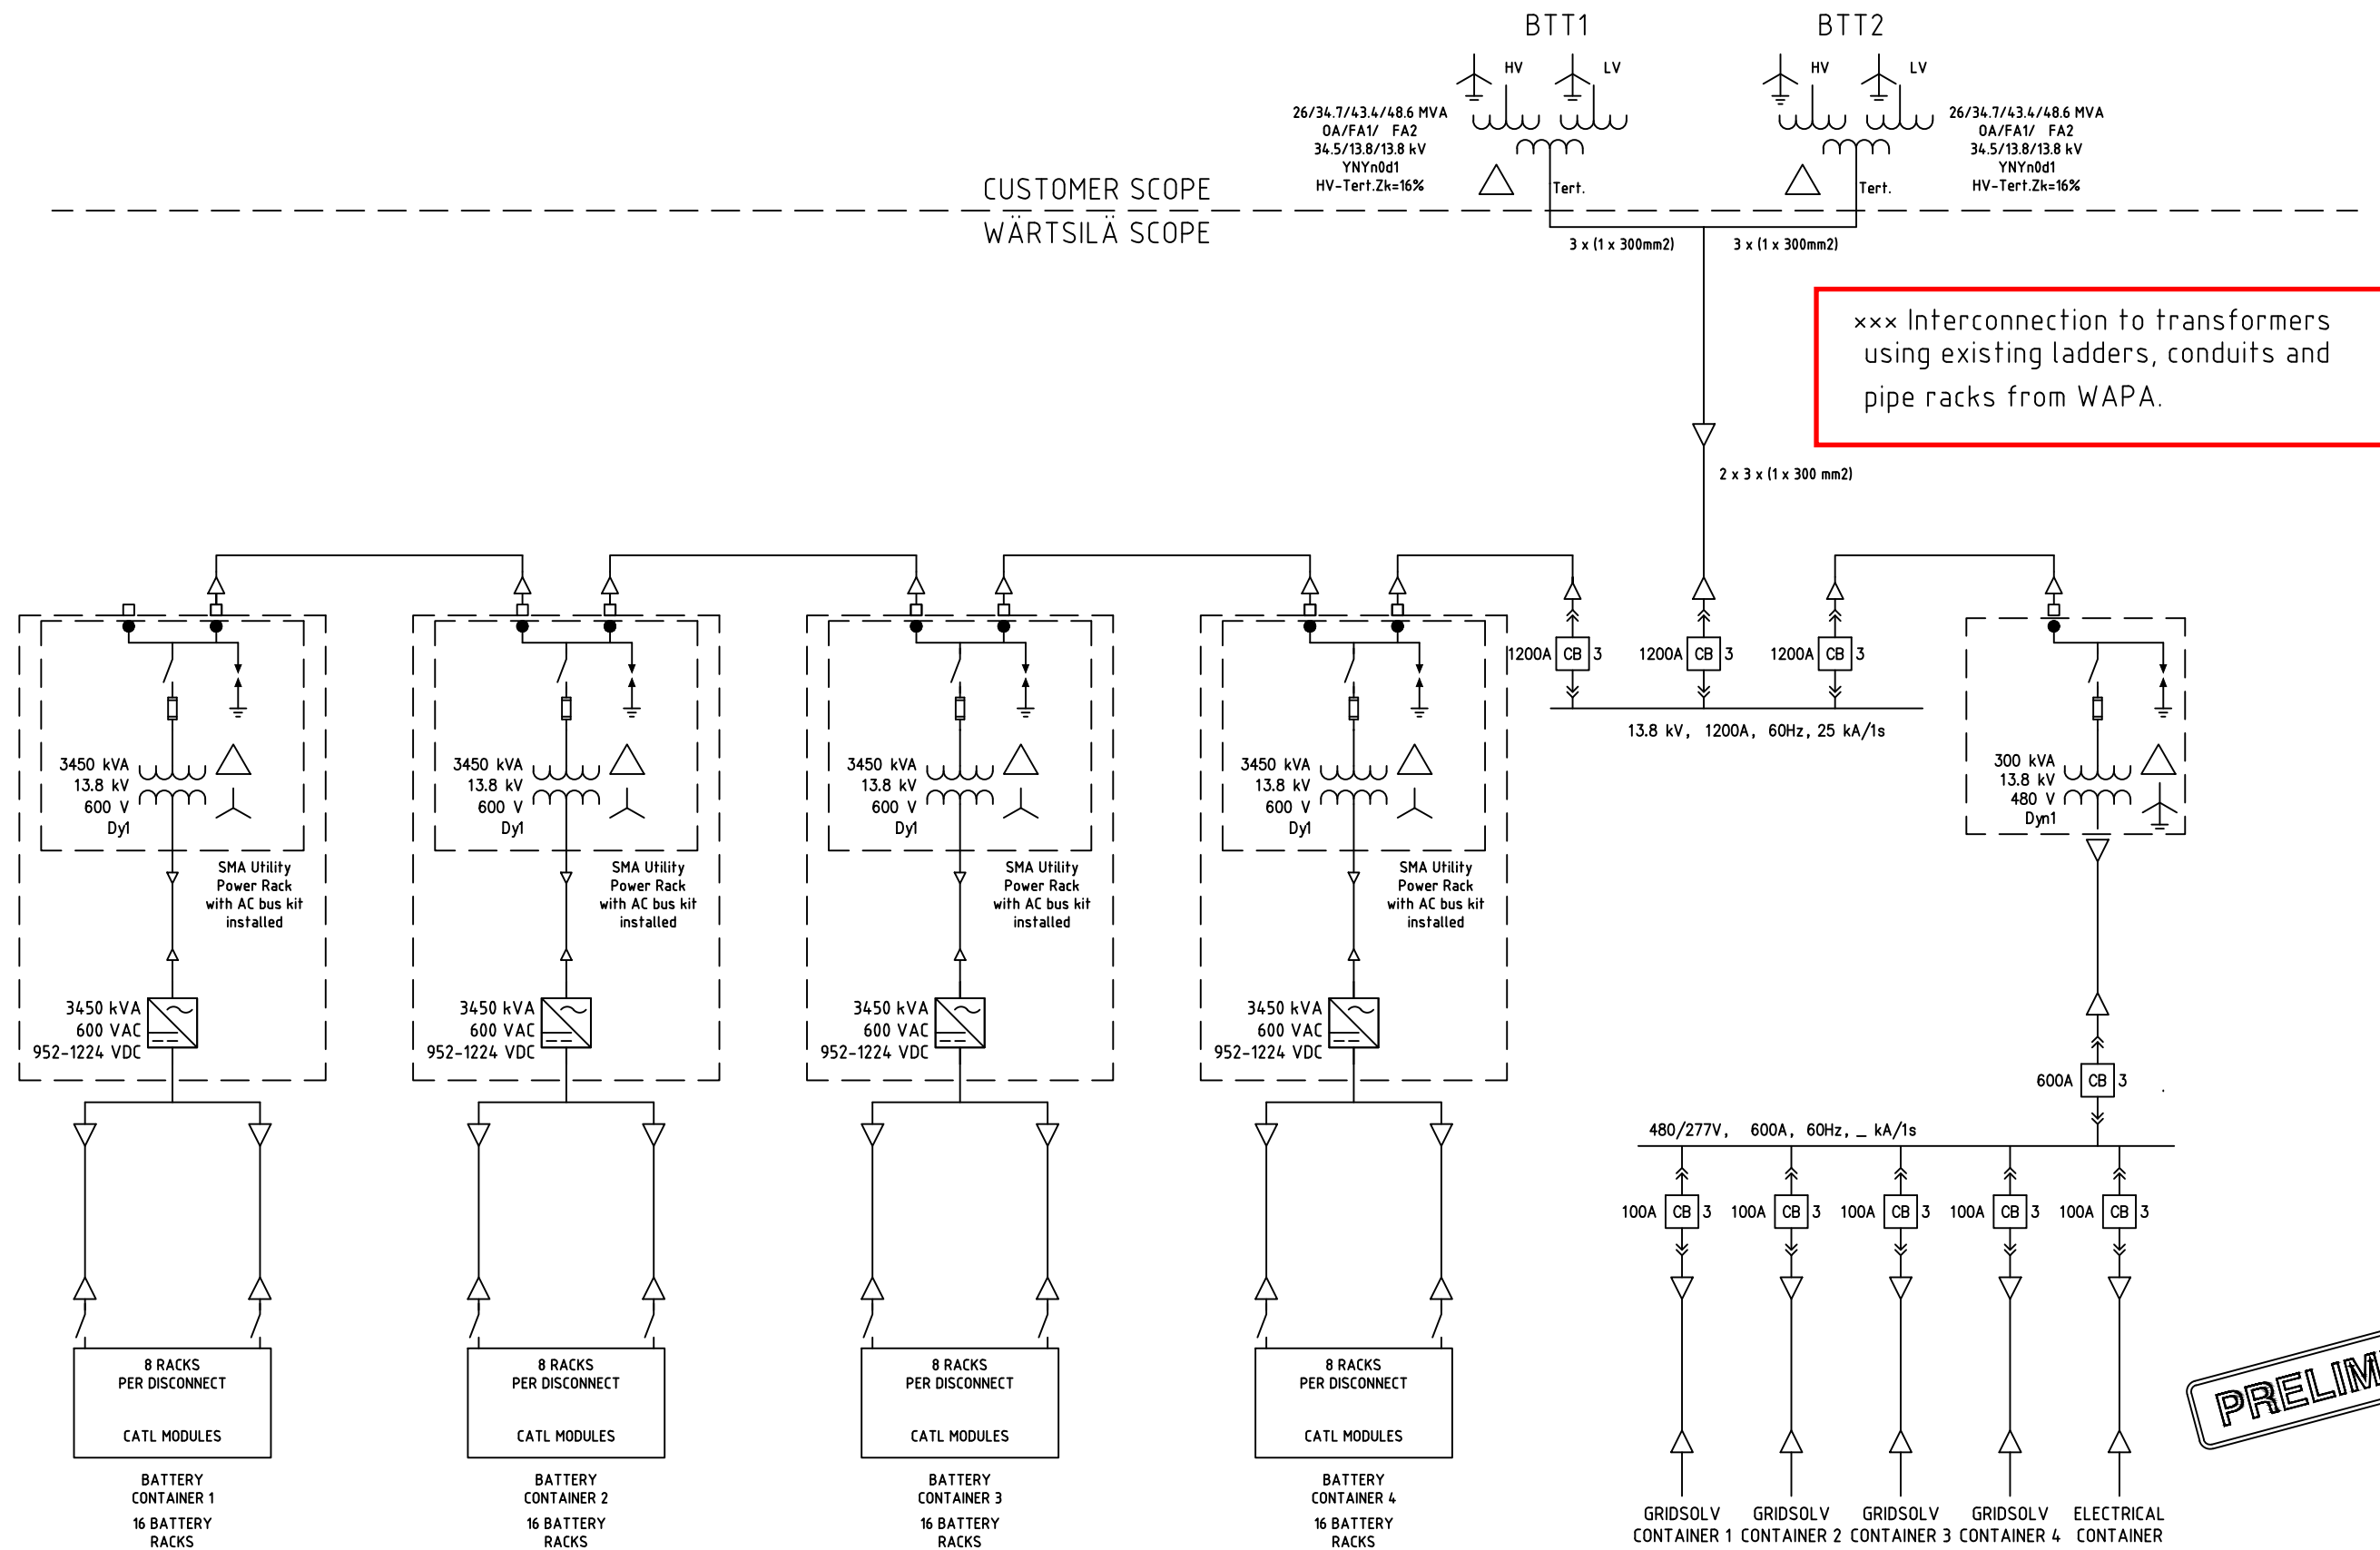 BTT1
BTT2
HV
LV
HV
LV
26/34.7/43.4/48.6 MVA
OA/FA1/ FA2
34.5/13.8/13.8 kV
YNYn0d1
HV-Tert.Zk=16%
Tert.
26/34.7/43.4/48.6 MVA
OA/FA1/ FA2
34.5/13.8/13.8 kV
YNYn0d1
HV-Tert.Zk=16%
Tert.
CUSTOMER SCOPE
WÄRTSILÄ SCOPE
3 x (1 x 300mm2)
3 x (1 x 300mm2)
xxx Interconnection to transformers
using existing ladders, conduits and
pipe racks from WAPA.
2 x 3 x (1 x 300 mm2)
1200A CB 3
1200A CB 3
1200A CB 3
13.8 kV, 1200A, 60Hz, 25 kA/1s
3450 kVA
13.8 kV
600 V
Dy1
SMA Utility
Power Rack
with AC bus kit
installed
3450 kVA
600 VAC
952-1224 VDC
3450 kVA
13.8 kV
600 V
Dy1
SMA Utility
Power Rack
with AC bus kit
installed
3450 kVA
600 VAC
952-1224 VDC
3450 kVA
13.8 kV
600 V
Dy1
SMA Utility
Power Rack
with AC bus kit
installed
3450 kVA
600 VAC
952-1224 VDC
3450 kVA
13.8 kV
600 V
Dy1
SMA Utility
Power Rack
with AC bus kit
installed
3450 kVA
600 VAC
952-1224 VDC
300 kVA
13.8 kV
480 V
Dyn1
600A CB 3
480/277V, 600A, 60Hz, _ kA/1s
100A CB 3
100A CB 3
100A CB 3
100A CB 3
100A CB 3
8 RACKS
PER DISCONNECT
CATL MODULES
BATTERY
CONTAINER 1
16 BATTERY
RACKS
8 RACKS
PER DISCONNECT
CATL MODULES
BATTERY
CONTAINER 2
16 BATTERY
RACKS
8 RACKS
PER DISCONNECT
CATL MODULES
BATTERY
CONTAINER 3
16 BATTERY
RACKS
8 RACKS
PER DISCONNECT
CATL MODULES
BATTERY
CONTAINER 4
16 BATTERY
RACKS
GRIDSOLV
CONTAINER 1
GRIDSOLV
CONTAINER 2
GRIDSOLV
CONTAINER 3
GRIDSOLV
CONTAINER 4
ELECTRICAL
CONTAINER